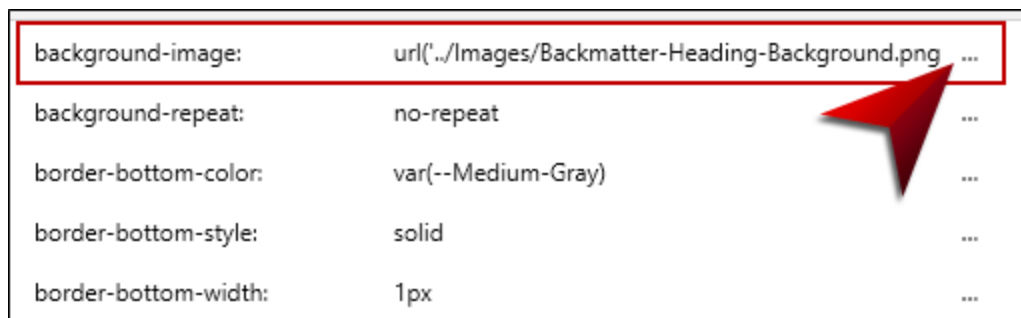 background-image: url('../Images/Backmatter-Heading-Background.png ...
background-repeat: no-repeat ...
border-bottom-color: var(--Medium-Gray) ...
border-bottom-style: solid ...
border-bottom-width: 1px ...